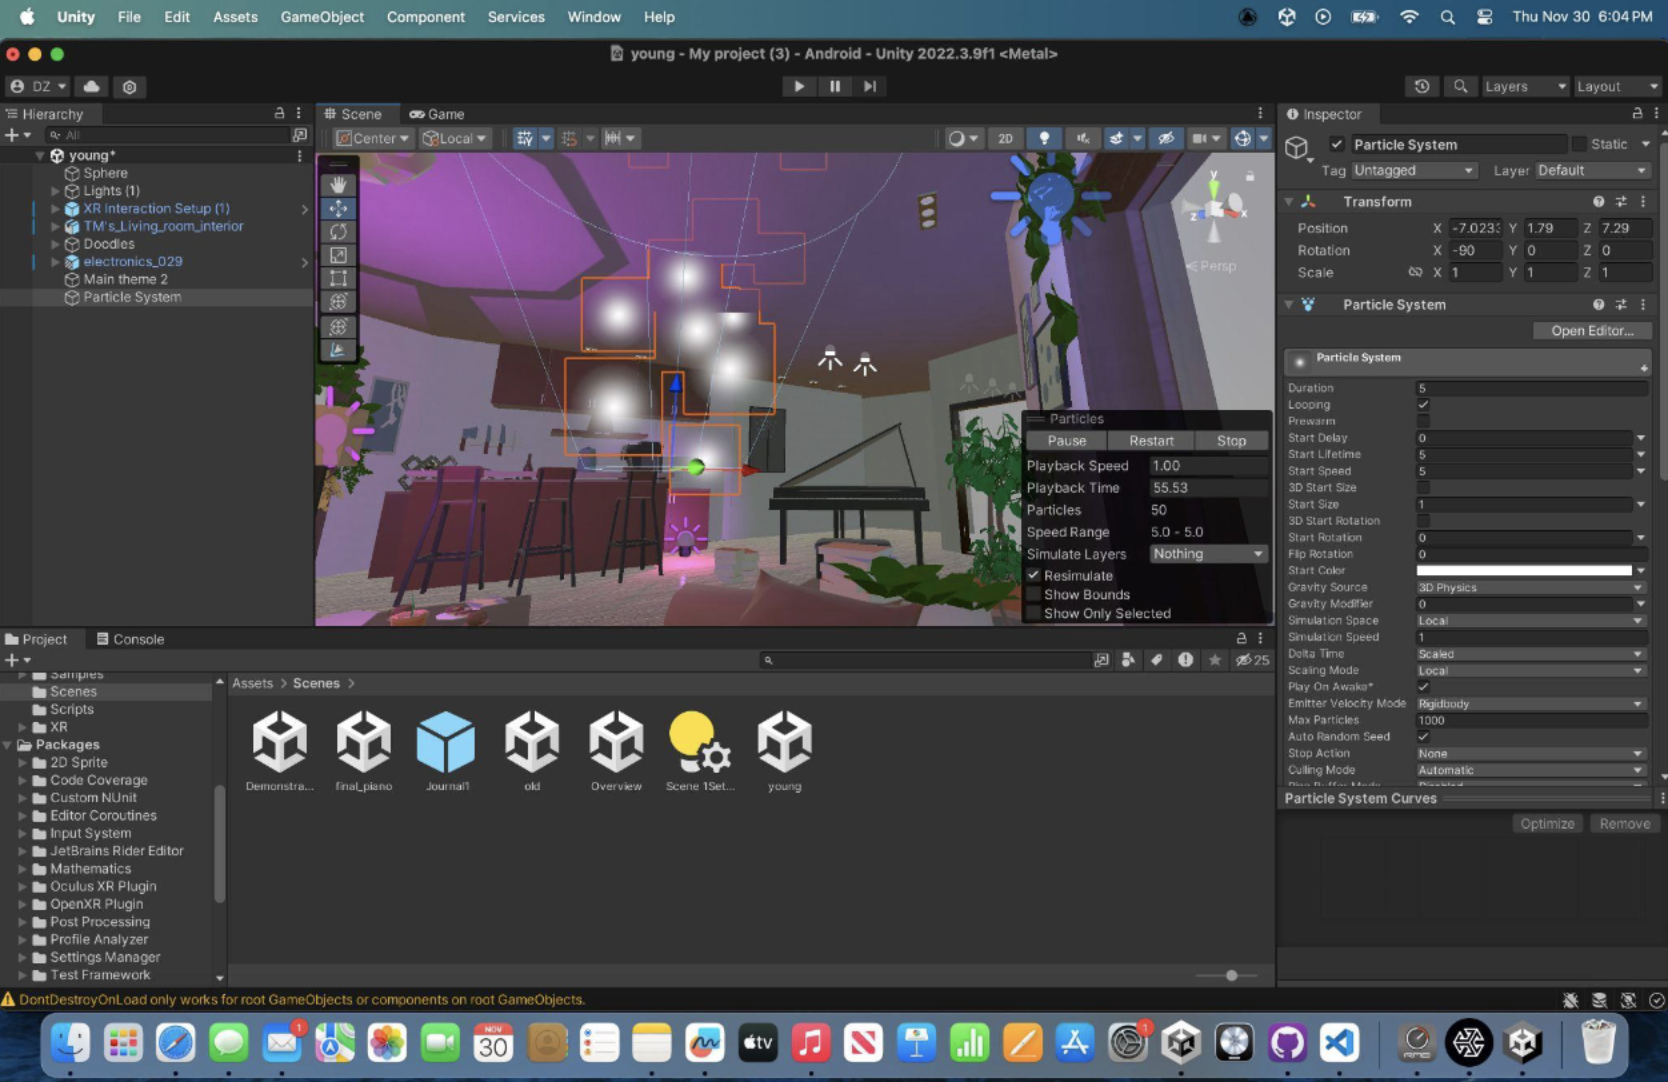 Unity File Edit Assets GameObject Component Services Window Help
Thu Nov 30 6:04 PM
young - My project (3) - Android - Unity 2022.3.9f1 <Metal>
DZ
Layers
Layout
Hierarchy
All
young*
Sphere
Lights (1)
XR Interaction Setup (1)
TM's_Living_room_interior
Doodles
electronics_029
Main theme 2
Particle System
Scene
Game
Center
Local
2D
y
x
z
Persp
Particles
Pause Restart Stop
Playback Speed 1.00
Playback Time 55.53
Particles 50
Speed Range 5.0 - 5.0
Simulate Layers Nothing
Resimulate
Show Bounds
Show Only Selected
Inspector
Particle System
Static
Tag Untagged Layer Default
Transform
Position X -7.023 Y 1.79 Z 7.29
Rotation X -90 Y 0 Z 0
Scale X 1 Y 1 Z 1
Particle System
Open Editor...
Particle System
Duration 5
Looping
Prewarm
Start Delay 0
Start Lifetime 5
Start Speed 5
3D Start Size
Start Size 1
3D Start Rotation
Start Rotation 0
Flip Rotation 0
Start Color
Gravity Source 3D Physics
Gravity Modifier 0
Simulation Space Local
Simulation Speed 1
Delta Time Scaled
Scaling Mode Local
Play On Awake*
Emitter Velocity Mode Rigidbody
Max Particles 1000
Auto Random Seed
Stop Action None
Culling Mode Automatic
Particle System Curves
Optimize Remove
Project
Console
25
Samples
Scenes
Scripts
XR
Packages
2D Sprite
Code Coverage
Custom NUnit
Editor Coroutines
Input System
JetBrains Rider Editor
Mathematics
Oculus XR Plugin
OpenXR Plugin
Post Processing
Profile Analyzer
Settings Manager
Test Framework
Assets > Scenes >
Demonstra...
final_piano
Journal1
old
Overview
Scene 1Set...
young
DontDestroyOnLoad only works for root GameObjects or components on root GameObjects.
1
NOV
30
tv
1